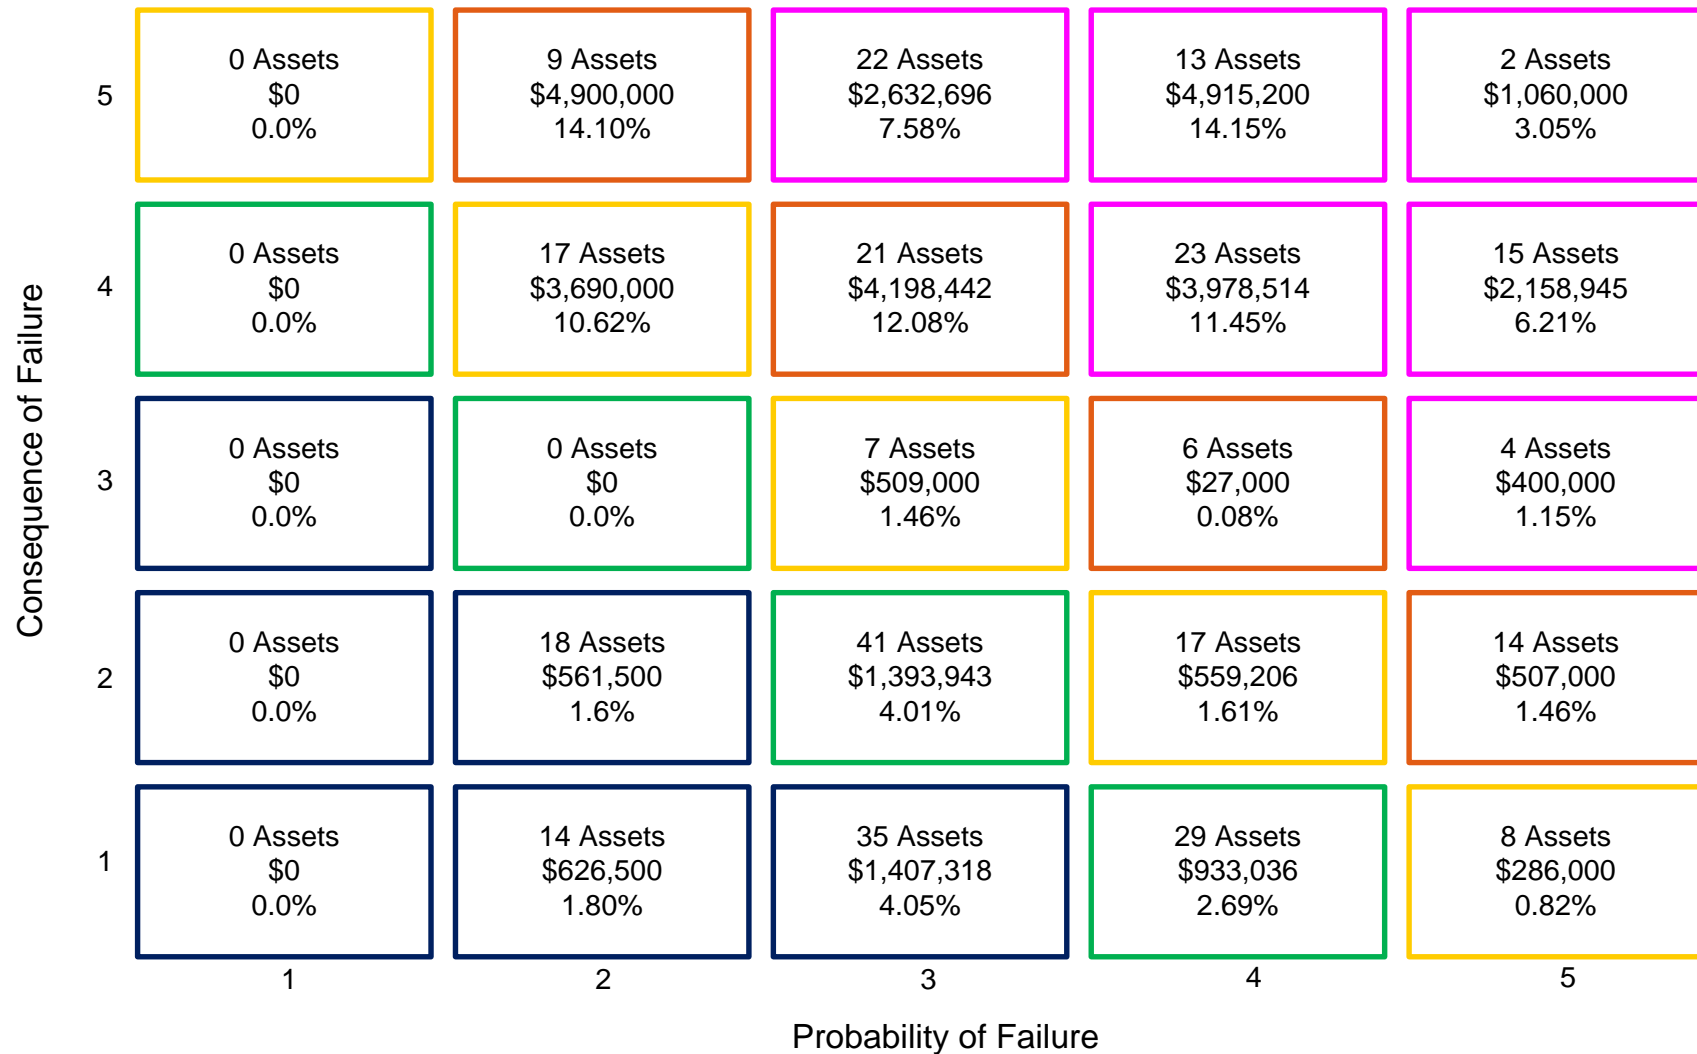 Consequence of Failure
5
0 Assets
$0
0.0%
9 Assets
$4,900,000
14.10%
22 Assets
$2,632,696
7.58%
13 Assets
$4,915,200
14.15%
2 Assets
$1,060,000
3.05%
4
0 Assets
$0
0.0%
17 Assets
$3,690,000
10.62%
21 Assets
$4,198,442
12.08%
23 Assets
$3,978,514
11.45%
15 Assets
$2,158,945
6.21%
3
0 Assets
$0
0.0%
0 Assets
$0
0.0%
7 Assets
$509,000
1.46%
6 Assets
$27,000
0.08%
4 Assets
$400,000
1.15%
2
0 Assets
$0
0.0%
18 Assets
$561,500
1.6%
41 Assets
$1,393,943
4.01%
17 Assets
$559,206
1.61%
14 Assets
$507,000
1.46%
1
0 Assets
$0
0.0%
14 Assets
$626,500
1.80%
35 Assets
$1,407,318
4.05%
29 Assets
$933,036
2.69%
8 Assets
$286,000
0.82%
1
2
3
4
5
Probability of Failure